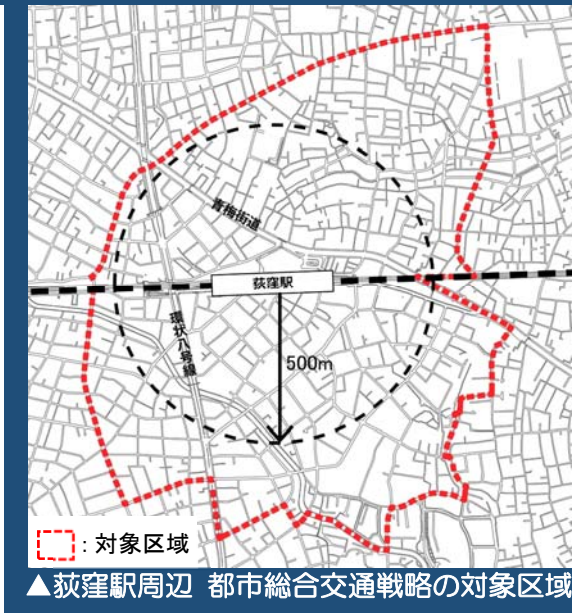 青梅街道
荻窪駅
環状八号線
500m
: 対象区域
▲荻窪駅周辺 都市総合交通戦略の対象区域